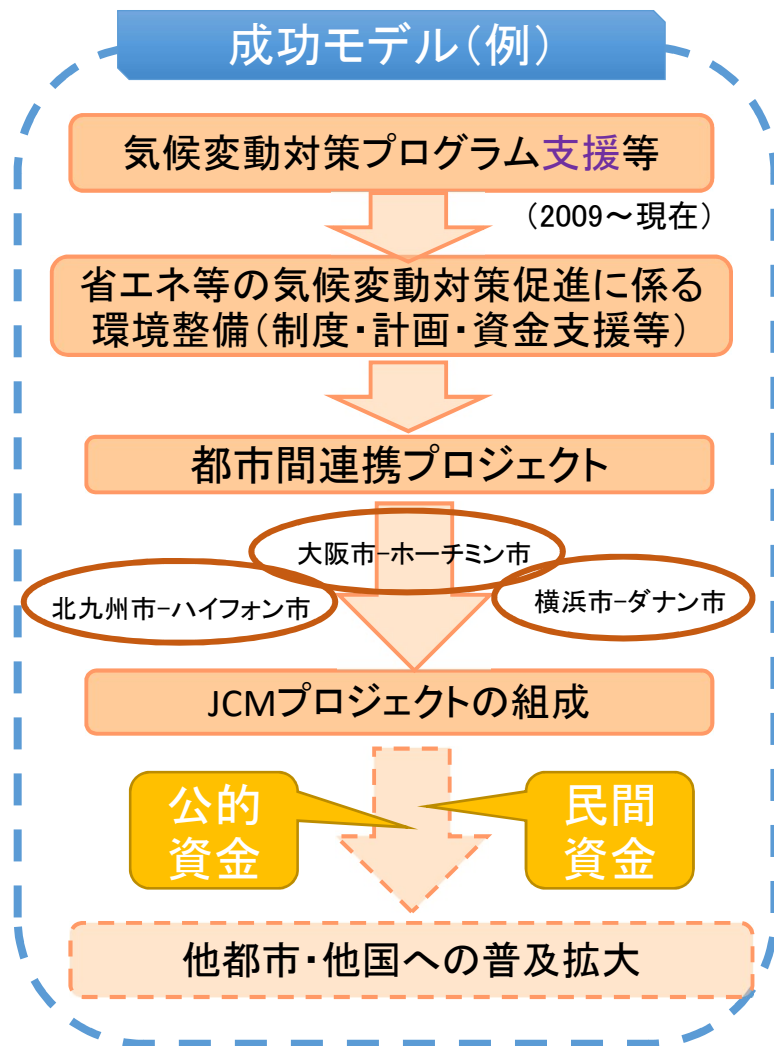 成功モデル(例)
気候変動対策プログラム支援等
(2009~現在)
省エネ等の気候変動対策促進に係る
環境整備(制度・計画・資金支援等)
都市間連携プロジェクト
大阪市-ホーチミン市
北九州市-ハイフォン市
横浜市-ダナン市
JCMプロジェクトの組成
公的
資金
民間
資金
他都市・他国への普及拡大